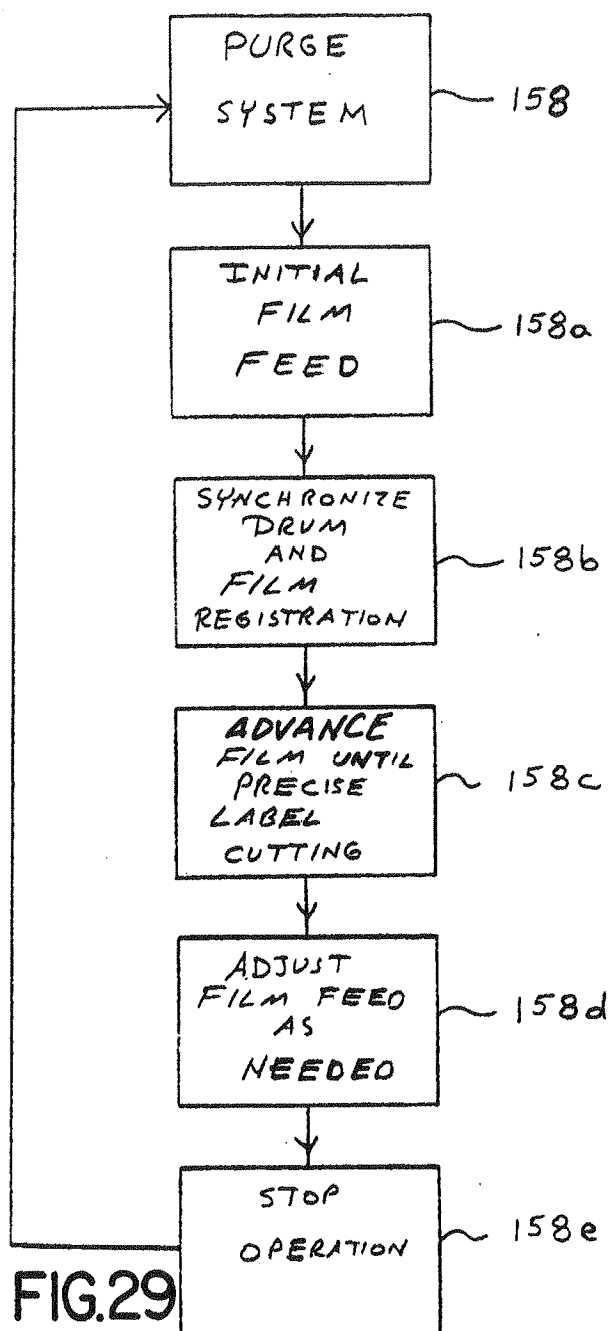 PURGE
SYSTEM
158
INITIAL
FILM
FEED
158a
SYNCHRONIZE
DRUM
AND
FILM
REGISTRATION
158b
ADVANCE
FILM UNTIL
PRECISE
LABEL
CUTTING
158c
ADJUST
FILM FEED
AS
NEEDED
158d
STOP
OPERATION
158e
FIG.29